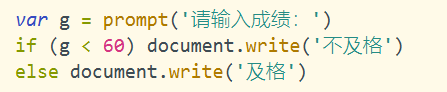 var g = prompt('请输入成绩：')
if (g < 60) document.write('不及格')
else document.write('及格')